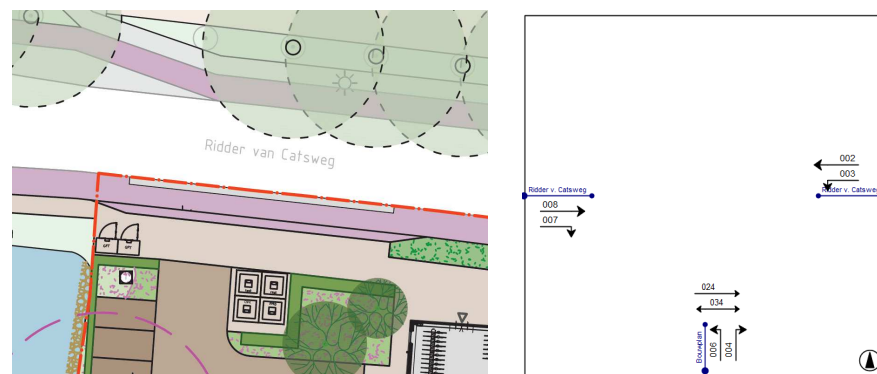 Ridder van Catsweg
002
003
Ridder v. Catsweg
Ridder v. Catsweg
008
007
024
034
Bouwplan
006
004